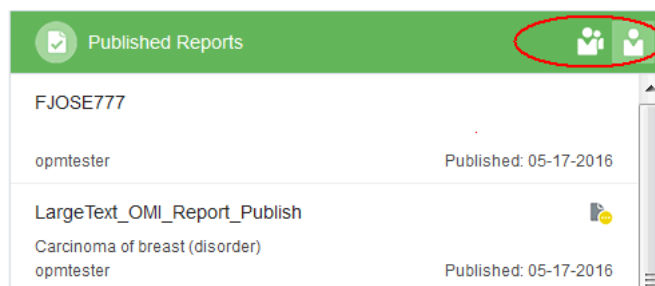 Published Reports
FJOSE777
opmtester Published: 05-17-2016
LargeText_OMI_Report_Publish
Carcinoma of breast (disorder)
opmtester Published: 05-17-2016